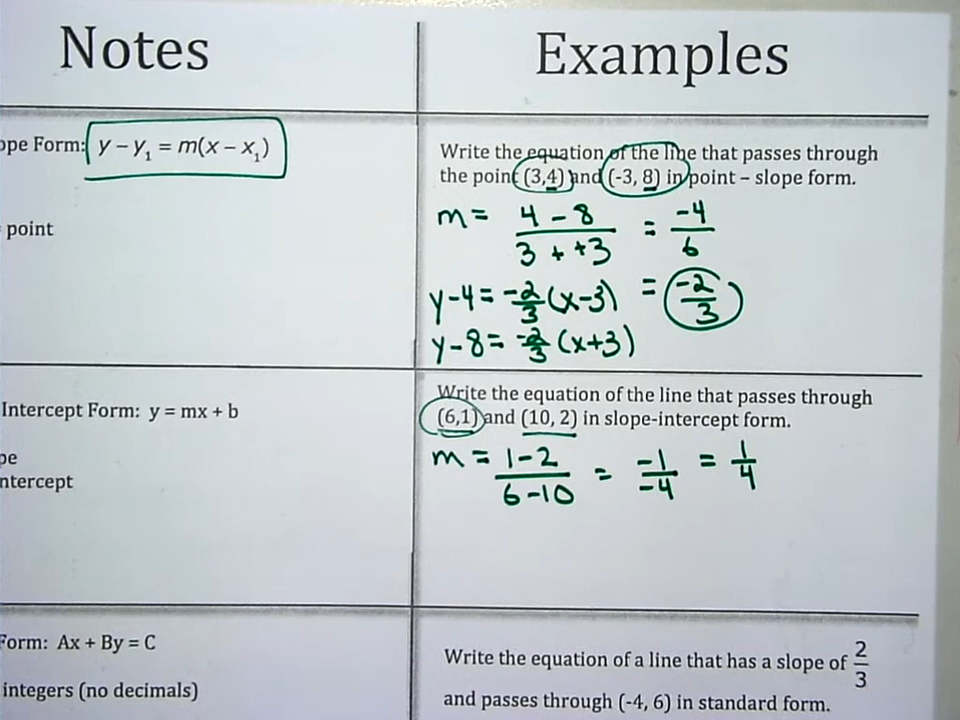 Notes
Examples
ope Form: y – y₁ = m(x – x₁)
point
Write the equation of the line that passes through
the point (3,4) and (-3, 8) in point – slope form.
m = 4 - 8 / 3 + +3 = -4 / 6
y-4 = -2/3 (x-3) = -2 / 3
y-8 = -2/3 (x+3)
Intercept Form: y = mx + b
pe
ntercept
Write the equation of the line that passes through
(6,1) and (10, 2) in slope-intercept form.
m = 1-2 / 6-10 = -1 / -4 = 1 / 4
Form: Ax + By = C
integers (no decimals)
Write the equation of a line that has a slope of 2/3
and passes through (-4, 6) in standard form.